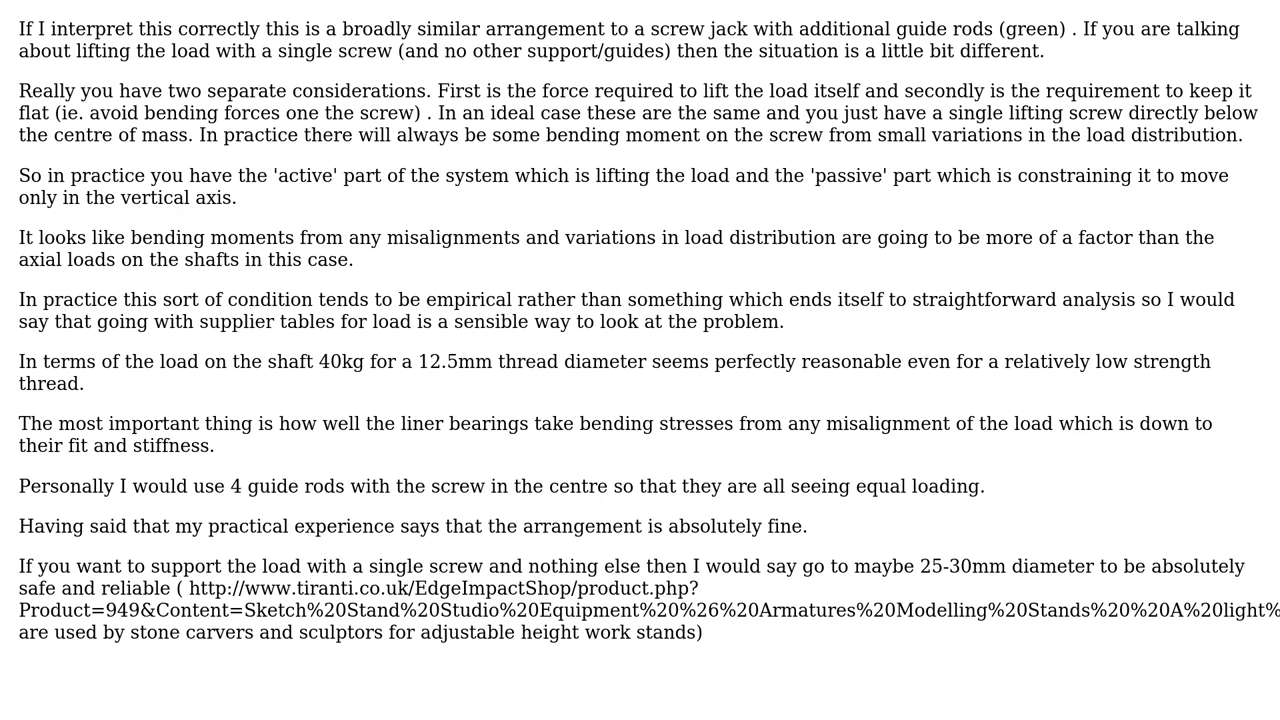 If I interpret this correctly this is a broadly similar arrangement to a screw jack with additional guide rods (green) . If you are talking
about lifting the load with a single screw (and no other support/guides) then the situation is a little bit different.
Really you have two separate considerations. First is the force required to lift the load itself and secondly is the requirement to keep it
flat (ie. avoid bending forces one the screw) . In an ideal case these are the same and you just have a single lifting screw directly below
the centre of mass. In practice there will always be some bending moment on the screw from small variations in the load distribution.
So in practice you have the 'active' part of the system which is lifting the load and the 'passive' part which is constraining it to move
only in the vertical axis.
It looks like bending moments from any misalignments and variations in load distribution are going to be more of a factor than the
axial loads on the shafts in this case.
In practice this sort of condition tends to be empirical rather than something which ends itself to straightforward analysis so I would
say that going with supplier tables for load is a sensible way to look at the problem.
In terms of the load on the shaft 40kg for a 12.5mm thread diameter seems perfectly reasonable even for a relatively low strength
thread.
The most important thing is how well the liner bearings take bending stresses from any misalignment of the load which is down to
their fit and stiffness.
Personally I would use 4 guide rods with the screw in the centre so that they are all seeing equal loading.
Having said that my practical experience says that the arrangement is absolutely fine.
If you want to support the load with a single screw and nothing else then I would say go to maybe 25-30mm diameter to be absolutely
safe and reliable ( http://www.tiranti.co.uk/EdgeImpactShop/product.php?
Product=949&Content=Sketch%20Stand%20Studio%20Equipment%20%26%20Armatures%20Modelling%20Stands%20%20A%20light%
are used by stone carvers and sculptors for adjustable height work stands)